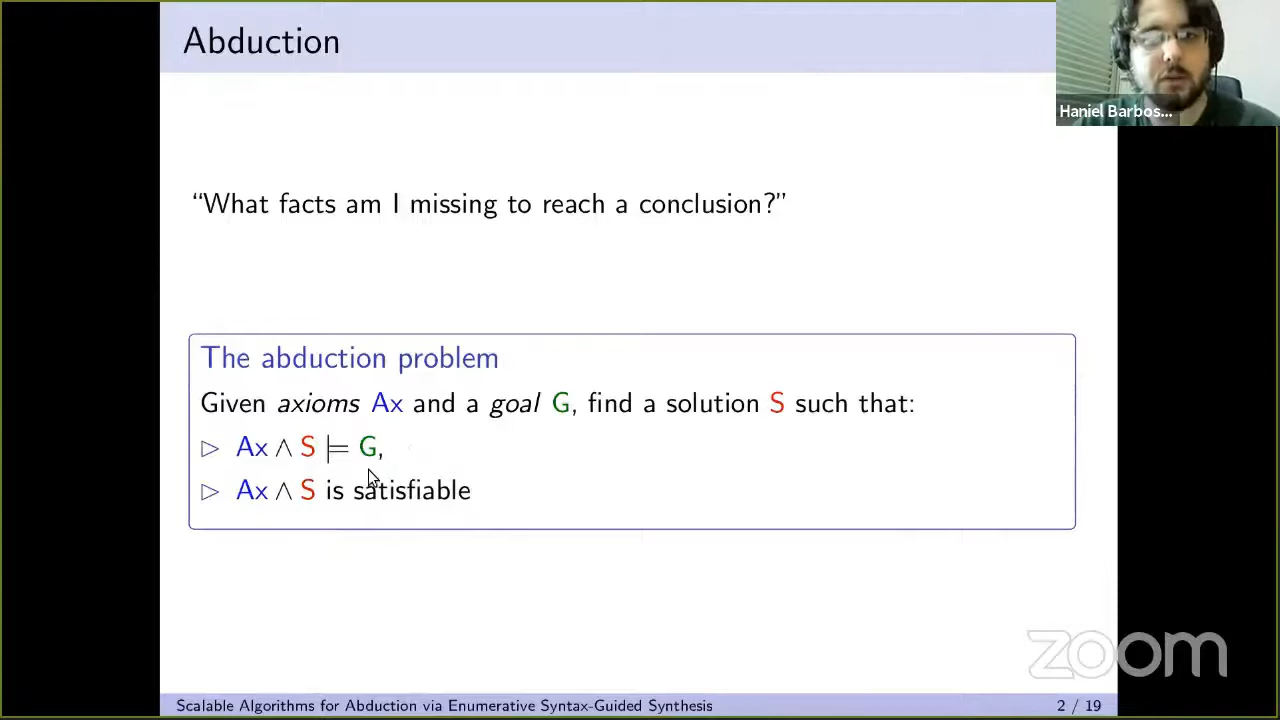 Abduction
Haniel Barbos...
“What facts am I missing to reach a conclusion?”
The abduction problem
Given axioms Ax and a goal G, find a solution S such that:
▷ Ax ∧ S ⊨ G,
▷ Ax ∧ S is satisfiable
zoom
Scalable Algorithms for Abduction via Enumerative Syntax-Guided Synthesis
2 / 19